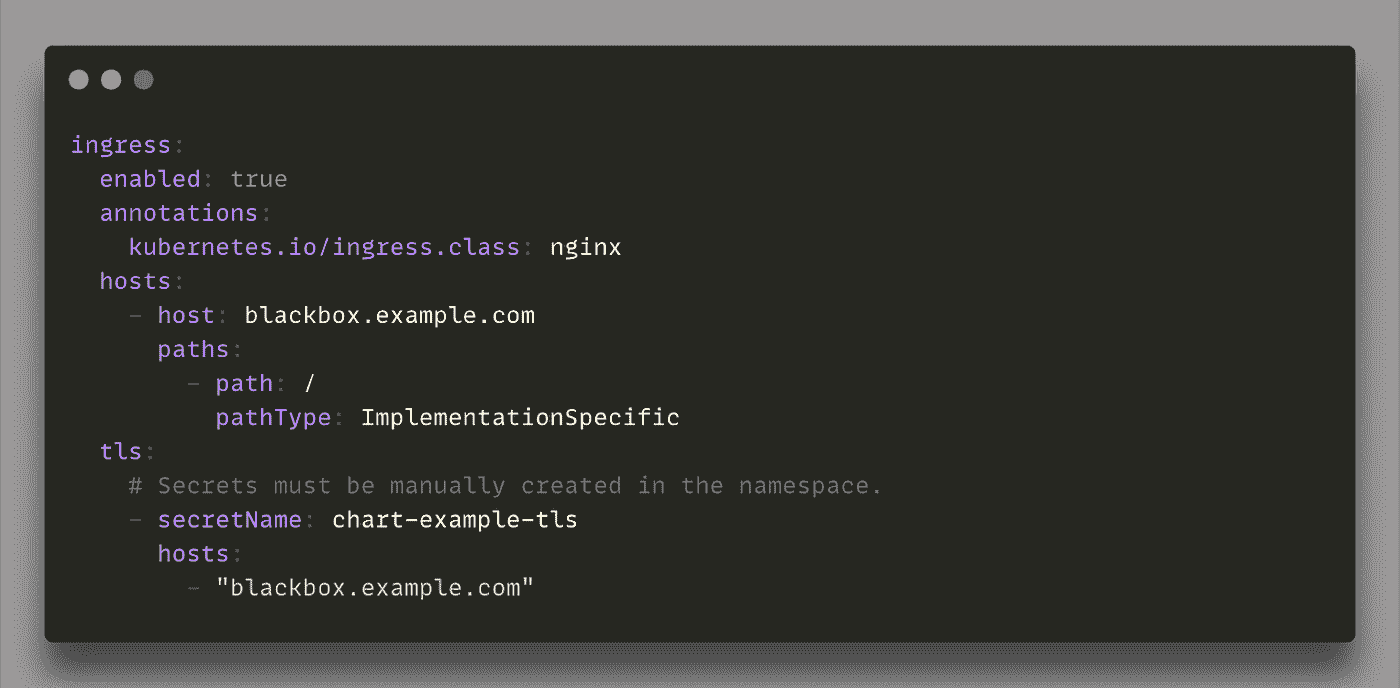 ingress:
  enabled: true
  annotations:
    kubernetes.io/ingress.class: nginx
  hosts:
    - host: blackbox.example.com
      paths:
        - path: /
          pathType: ImplementationSpecific
  tls:
    # Secrets must be manually created in the namespace.
    - secretName: chart-example-tls
      hosts:
        - "blackbox.example.com"